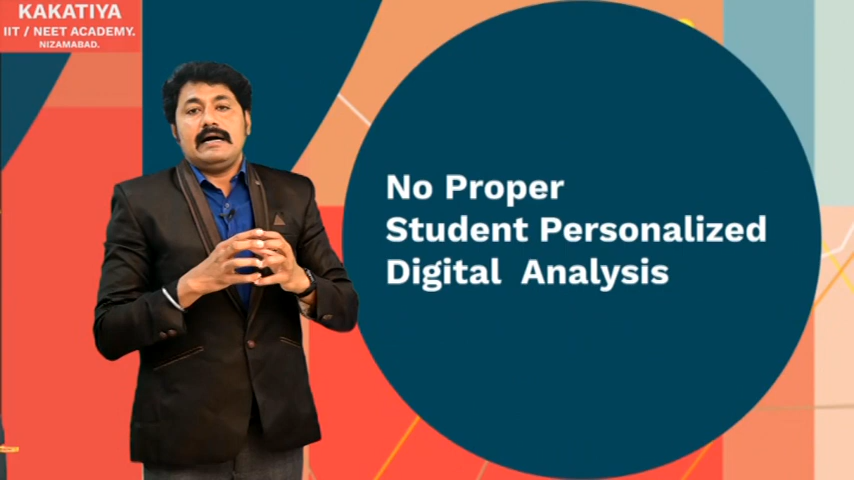 KAKATIYA
IIT / NEET ACADEMY.
NIZAMABAD.
No Proper
Student Personalized
Digital Analysis